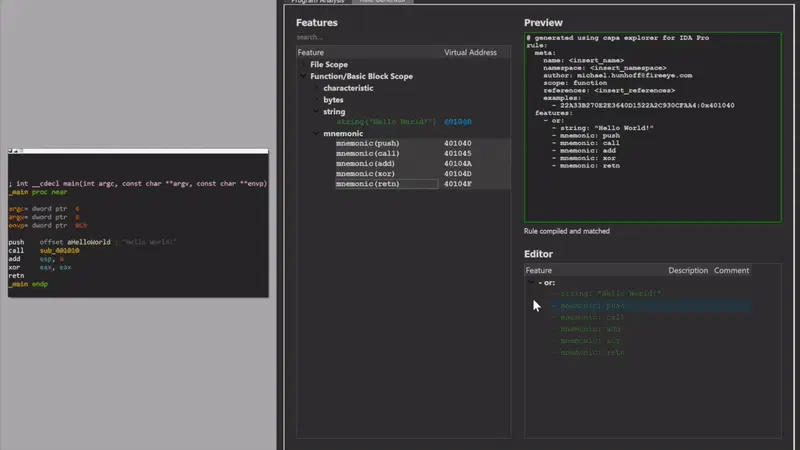 Program Analysis
Rule Generator
Features
search...
Feature Virtual Address
File Scope
Function/Basic Block Scope
characteristic
bytes
string
string("Hello World!") 401040
mnemonic
mnemonic(push) 401040
mnemonic(call) 401045
mnemonic(add) 40104A
mnemonic(xor) 40104D
mnemonic(retn) 40104F
; int __cdecl main(int argc, const char **argv, const char **envp)
_main proc near
argc= dword ptr 4
argv= dword ptr 8
envp= dword ptr 0Ch
push offset aHelloWorld ; "Hello World!"
call sub_401010
add esp, 4
xor eax, eax
retn
_main endp
Preview
# generated using capa explorer for IDA Pro
rule:
meta:
name: <insert_name>
namespace: <insert_namespace>
author: michael.hunhoff@fireeye.com
scope: function
references: <insert_references>
examples:
- 22A33B270E2E3640D1522A2C930CFAA4:0x401040
features:
- or:
- string: "Hello World!"
- mnemonic: push
- mnemonic: call
- mnemonic: add
- mnemonic: xor
- mnemonic: retn
Rule compiled and matched
Editor
Feature Description Comment
- or:
- string: "Hello World!"
- mnemonic: push
- mnemonic: call
- mnemonic: add
- mnemonic: xor
- mnemonic: retn